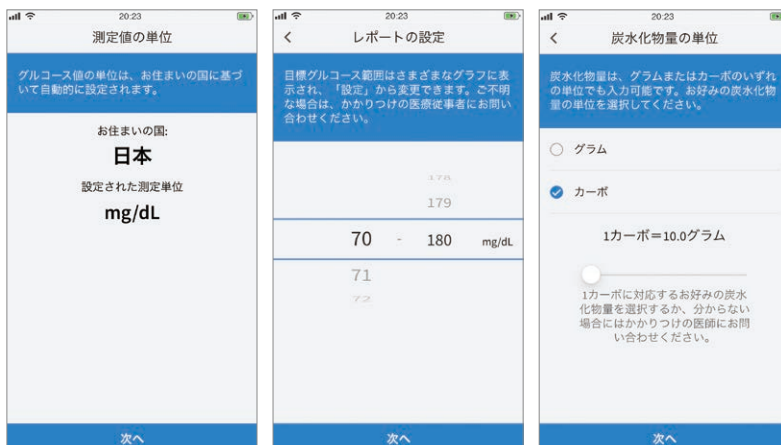 20:23
測定値の単位
グルコース値の単位は、お住まいの国に基づ
いて自動的に設定されます。
お住まいの国:
日本
設定された測定単位
mg/dL
次へ
20:23
レポートの設定
目標グルコース範囲はさまざまなグラフに表
示され、「設定」から変更できます。ご不明
な場合は、かかりつけの医療従事者にお問い
合わせください。
178
179
70 - 180 mg/dL
71
72
次へ
20:23
炭水化物量の単位
炭水化物量は、グラムまたはカーボのいずれ
の単位でも入力可能です。お好みの炭水化物
量の単位を選択してください。
グラム
カーボ
1カーボ=10.0グラム
1カーボに対応するお好みの炭水
化物量を選択するか、分からない
場合にはかかりつけの医師にお問
い合わせください。
次へ